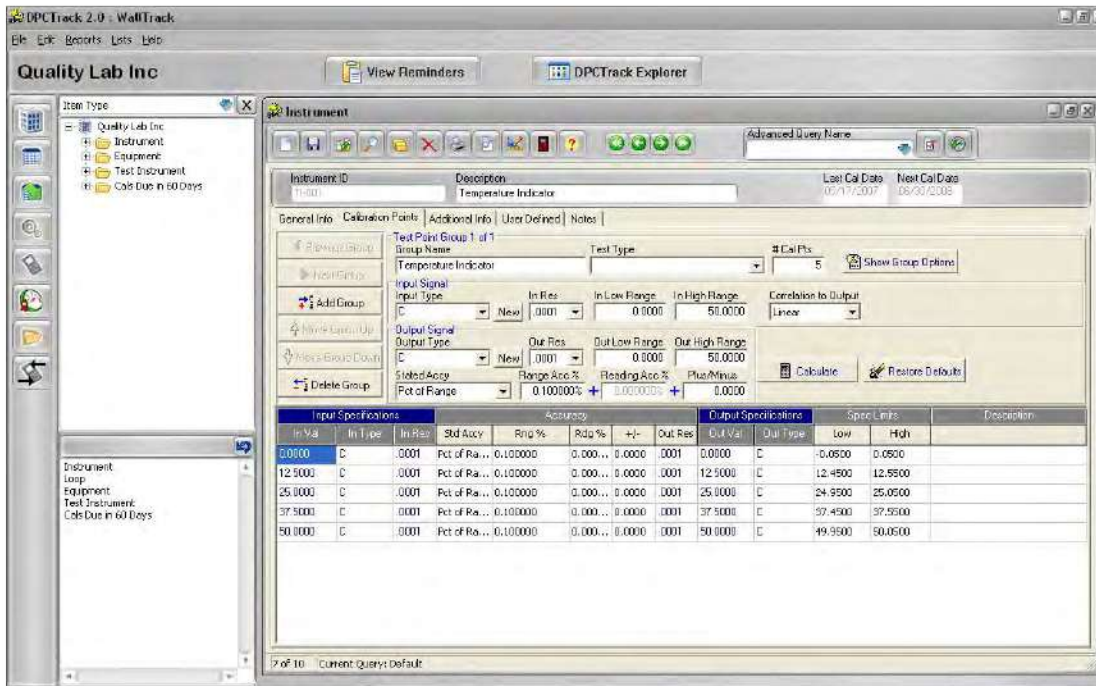 DPCTrack 2.0 : WallTrack
File Edit Reports Lists Help
Quality Lab Inc
View Reminders
DPCTrack Explorer
Item Type
Quality Lab Inc
Instrument
Equipment
Test Instrument
Cals Due in 60 Days
Instrument
Loop
Equipment
Test Instrument
Cals Due in 60 Days
Instrument
Advanced Query Name
Instrument ID Description Last Cal Date Next Cal Date
Temperature Indicator
General Info Calibration Points Additional Info User Defined Notes
Previous Group
Next Group
Add Group
Move Group Up
Move Group Down
Delete Group
Test Point Group 1 of 1
Group Name Test Type # Cal Pts
Temperature Indicator 5 Show Group Options
Input Signal
Input Type In Res In Low Range In High Range Correlation to Output
C New .0001 0.0000 50.0000 Linear
Output Signal
Output Type Out Res Out Low Range Out High Range
C New .0001 0.0000 50.0000
Stated Accy Range Acc % Reading Acc % Plus/Minus Calculate Restore Defaults
Pct of Range 0.100000% + 0.000000% + 0.0000
Input Specifications Accuracy Output Specifications Spec Limits Description
In Val In Type In Res Std Accy Rng % Rdg % +/- Out Res Out Val Out Type Low High
0.0000 C .0001 Pct of Ra... 0.100000 0.000... 0.0000 .0001 0.0000 C -0.0500 0.0500
12.5000 C .0001 Pct of Ra... 0.100000 0.000... 0.0000 .0001 12.5000 C 12.4500 12.5500
25.0000 C .0001 Pct of Ra... 0.100000 0.000... 0.0000 .0001 25.0000 C 24.9500 25.0500
37.5000 C .0001 Pct of Ra... 0.100000 0.000... 0.0000 .0001 37.5000 C 37.4500 37.5500
50.0000 C .0001 Pct of Ra... 0.100000 0.000... 0.0000 .0001 50.0000 C 49.9500 50.0500
7 of 10 Current Query: Default